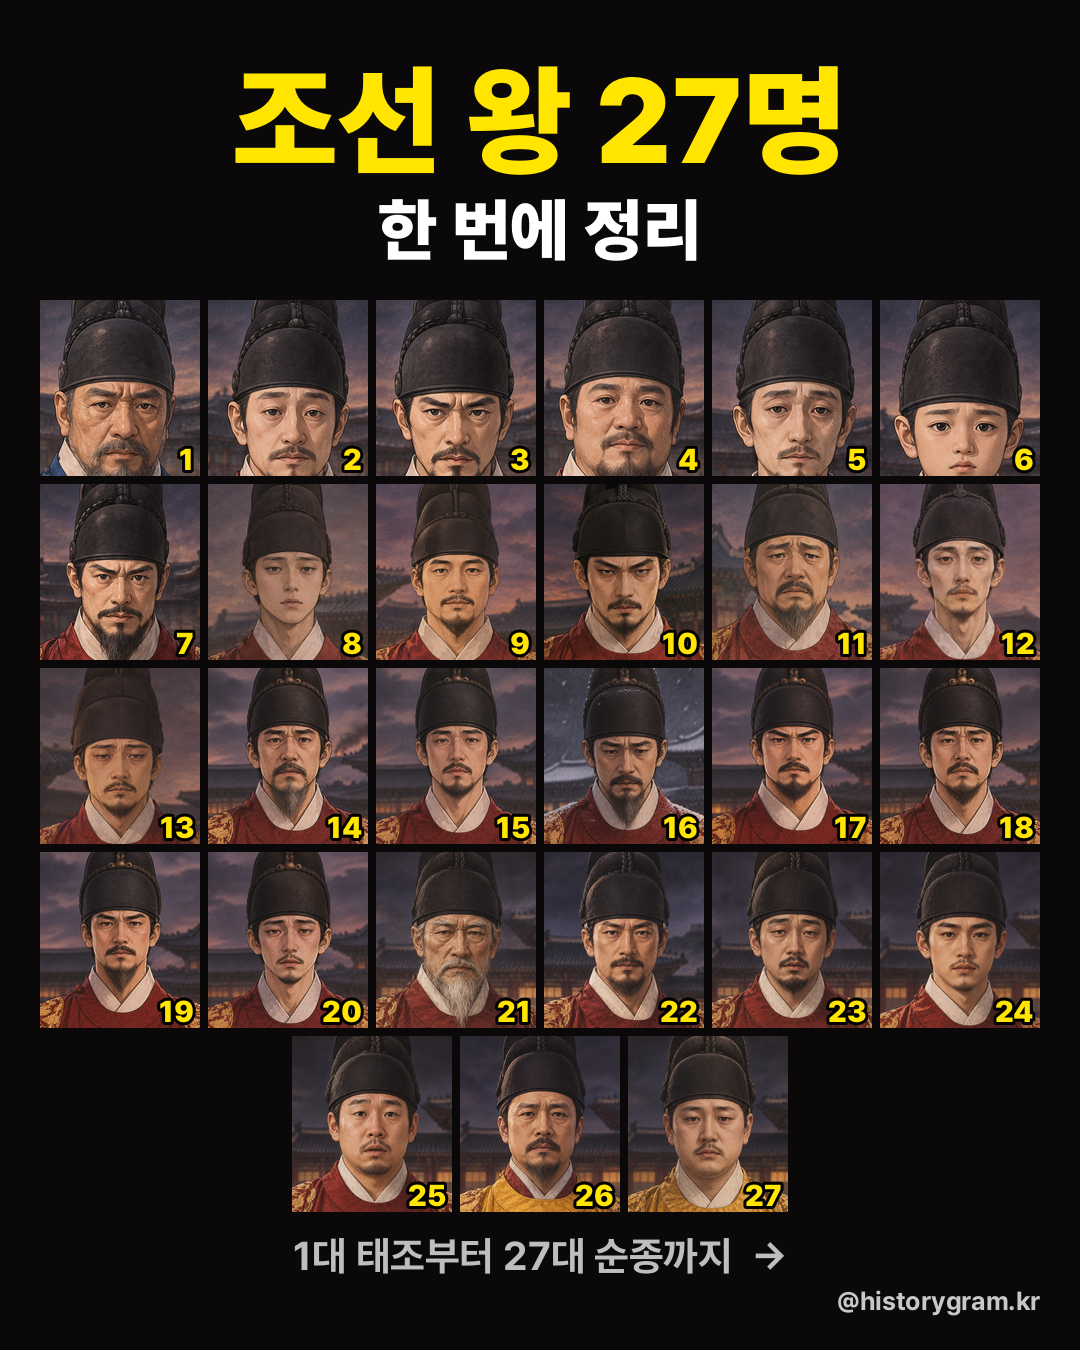 조선 왕 27명
한 번에 정리
1 2 3 4 5 6
7 8 9 10 11 12
13 14 15 16 17 18
19 20 21 22 23 24
25 26 27
1대 태조부터 27대 순종까지 →
@historygram.kr